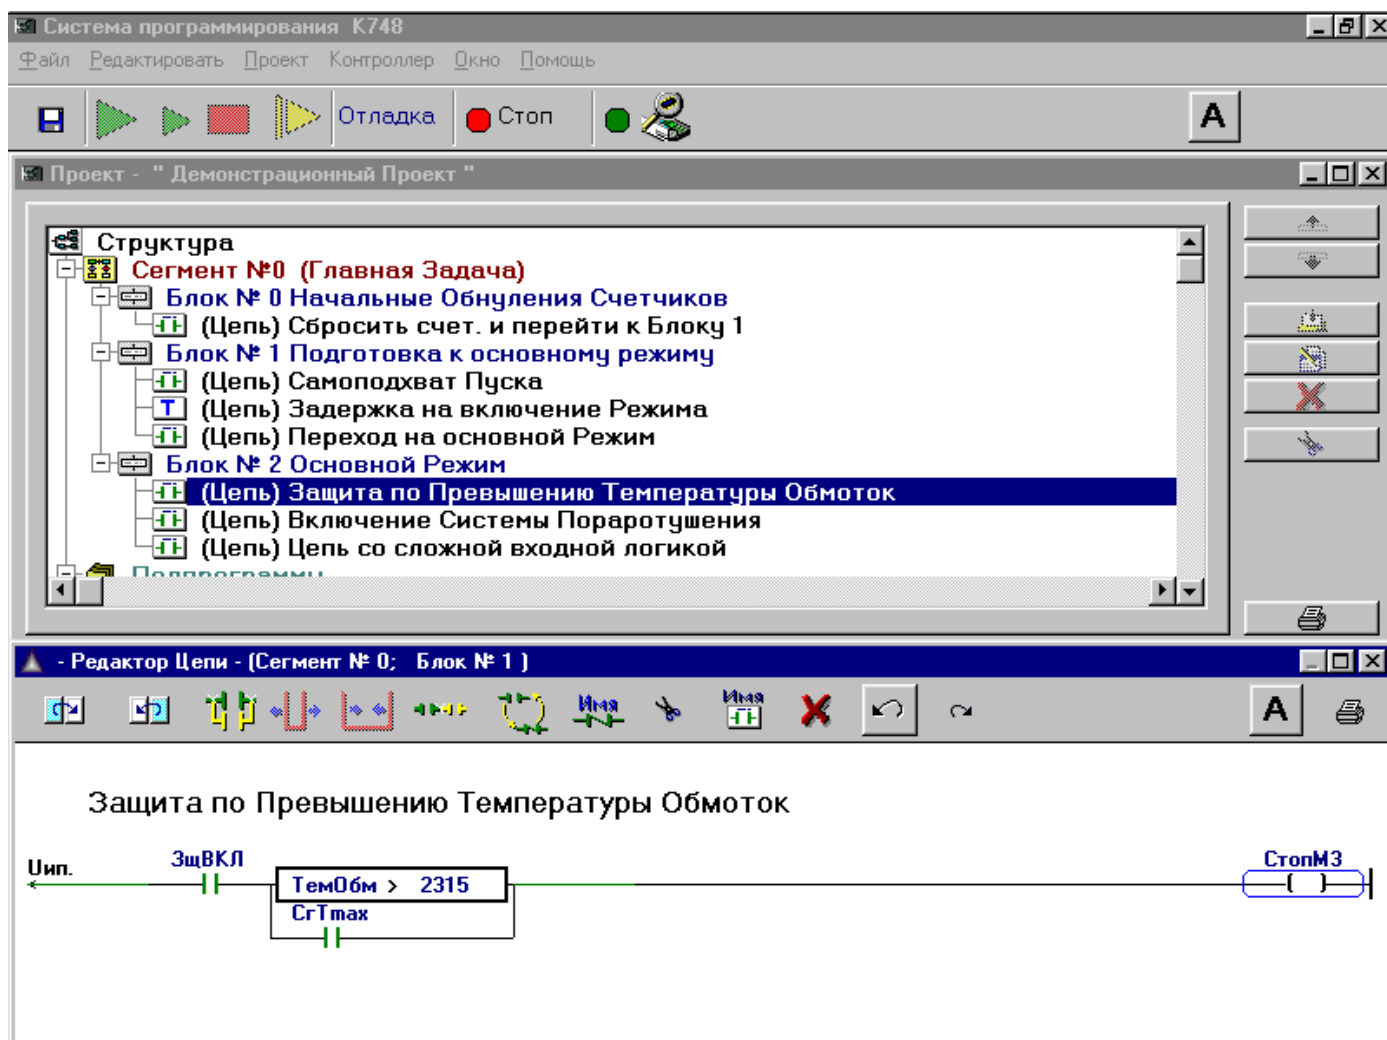 Система программирования K748
Файл Редактировать Проект Контроллер Окно Помощь
Отладка Стоп A
Проект - " Демонстрационный Проект "
Структура
Сегмент №0 (Главная Задача)
Блок № 0 Начальные Обнуления Счетчиков
(Цепь) Сбросить счет. и перейти к Блоку 1
Блок № 1 Подготовка к основному режиму
(Цепь) Самоподхват Пуска
T (Цепь) Задержка на включение Режима
(Цепь) Переход на основной Режим
Блок № 2 Основной Режим
(Цепь) Защита по Превышению Температуры Обмоток
(Цепь) Включение Системы Пораротушения
(Цепь) Цепь со сложной входной логикой
Подпрограммы
- Редактор Цепи - (Сегмент № 0; Блок № 1 )
Имя Имя A
Защита по Превышению Температуры Обмоток
Uип. ЗщВКЛ СтопМЗ
ТемОбм > 2315
СгТmax